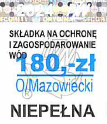 SKŁADKA NA OCHRONĘ
I ZAGOSPODAROWANIE
WÓD
180,-zł
O/Mazowiecki
NIEPEŁNA